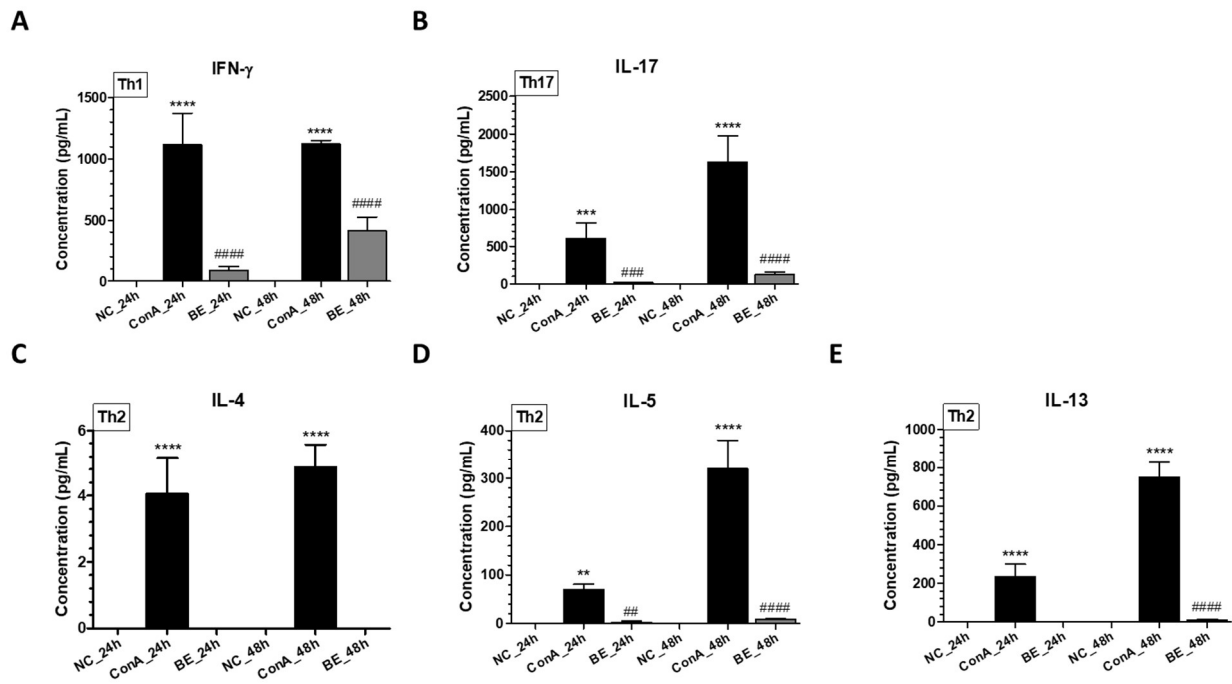 A
IFN-γ
Th1
Concentration (pg/mL)
1500
1000
500
0
****
####
****
####
NC_24h
ConA_24h
BE_24h
NC_48h
ConA_48h
BE_48h
B
IL-17
Th17
Concentration (pg/mL)
2500
2000
1500
1000
500
0
***
###
****
####
NC_24h
ConA_24h
BE_24h
NC_48h
ConA_48h
BE_48h
C
IL-4
Th2
Concentration (pg/mL)
6
4
2
0
****
****
NC_24h
ConA_24h
BE_24h
NC_48h
ConA_48h
BE_48h
D
IL-5
Th2
Concentration (pg/mL)
400
300
200
100
0
**
##
****
####
NC_24h
ConA_24h
BE_24h
NC_48h
ConA_48h
BE_48h
E
IL-13
Th2
Concentration (pg/mL)
1000
800
600
400
200
0
****
****
####
NC_24h
ConA_24h
BE_24h
NC_48h
ConA_48h
BE_48h